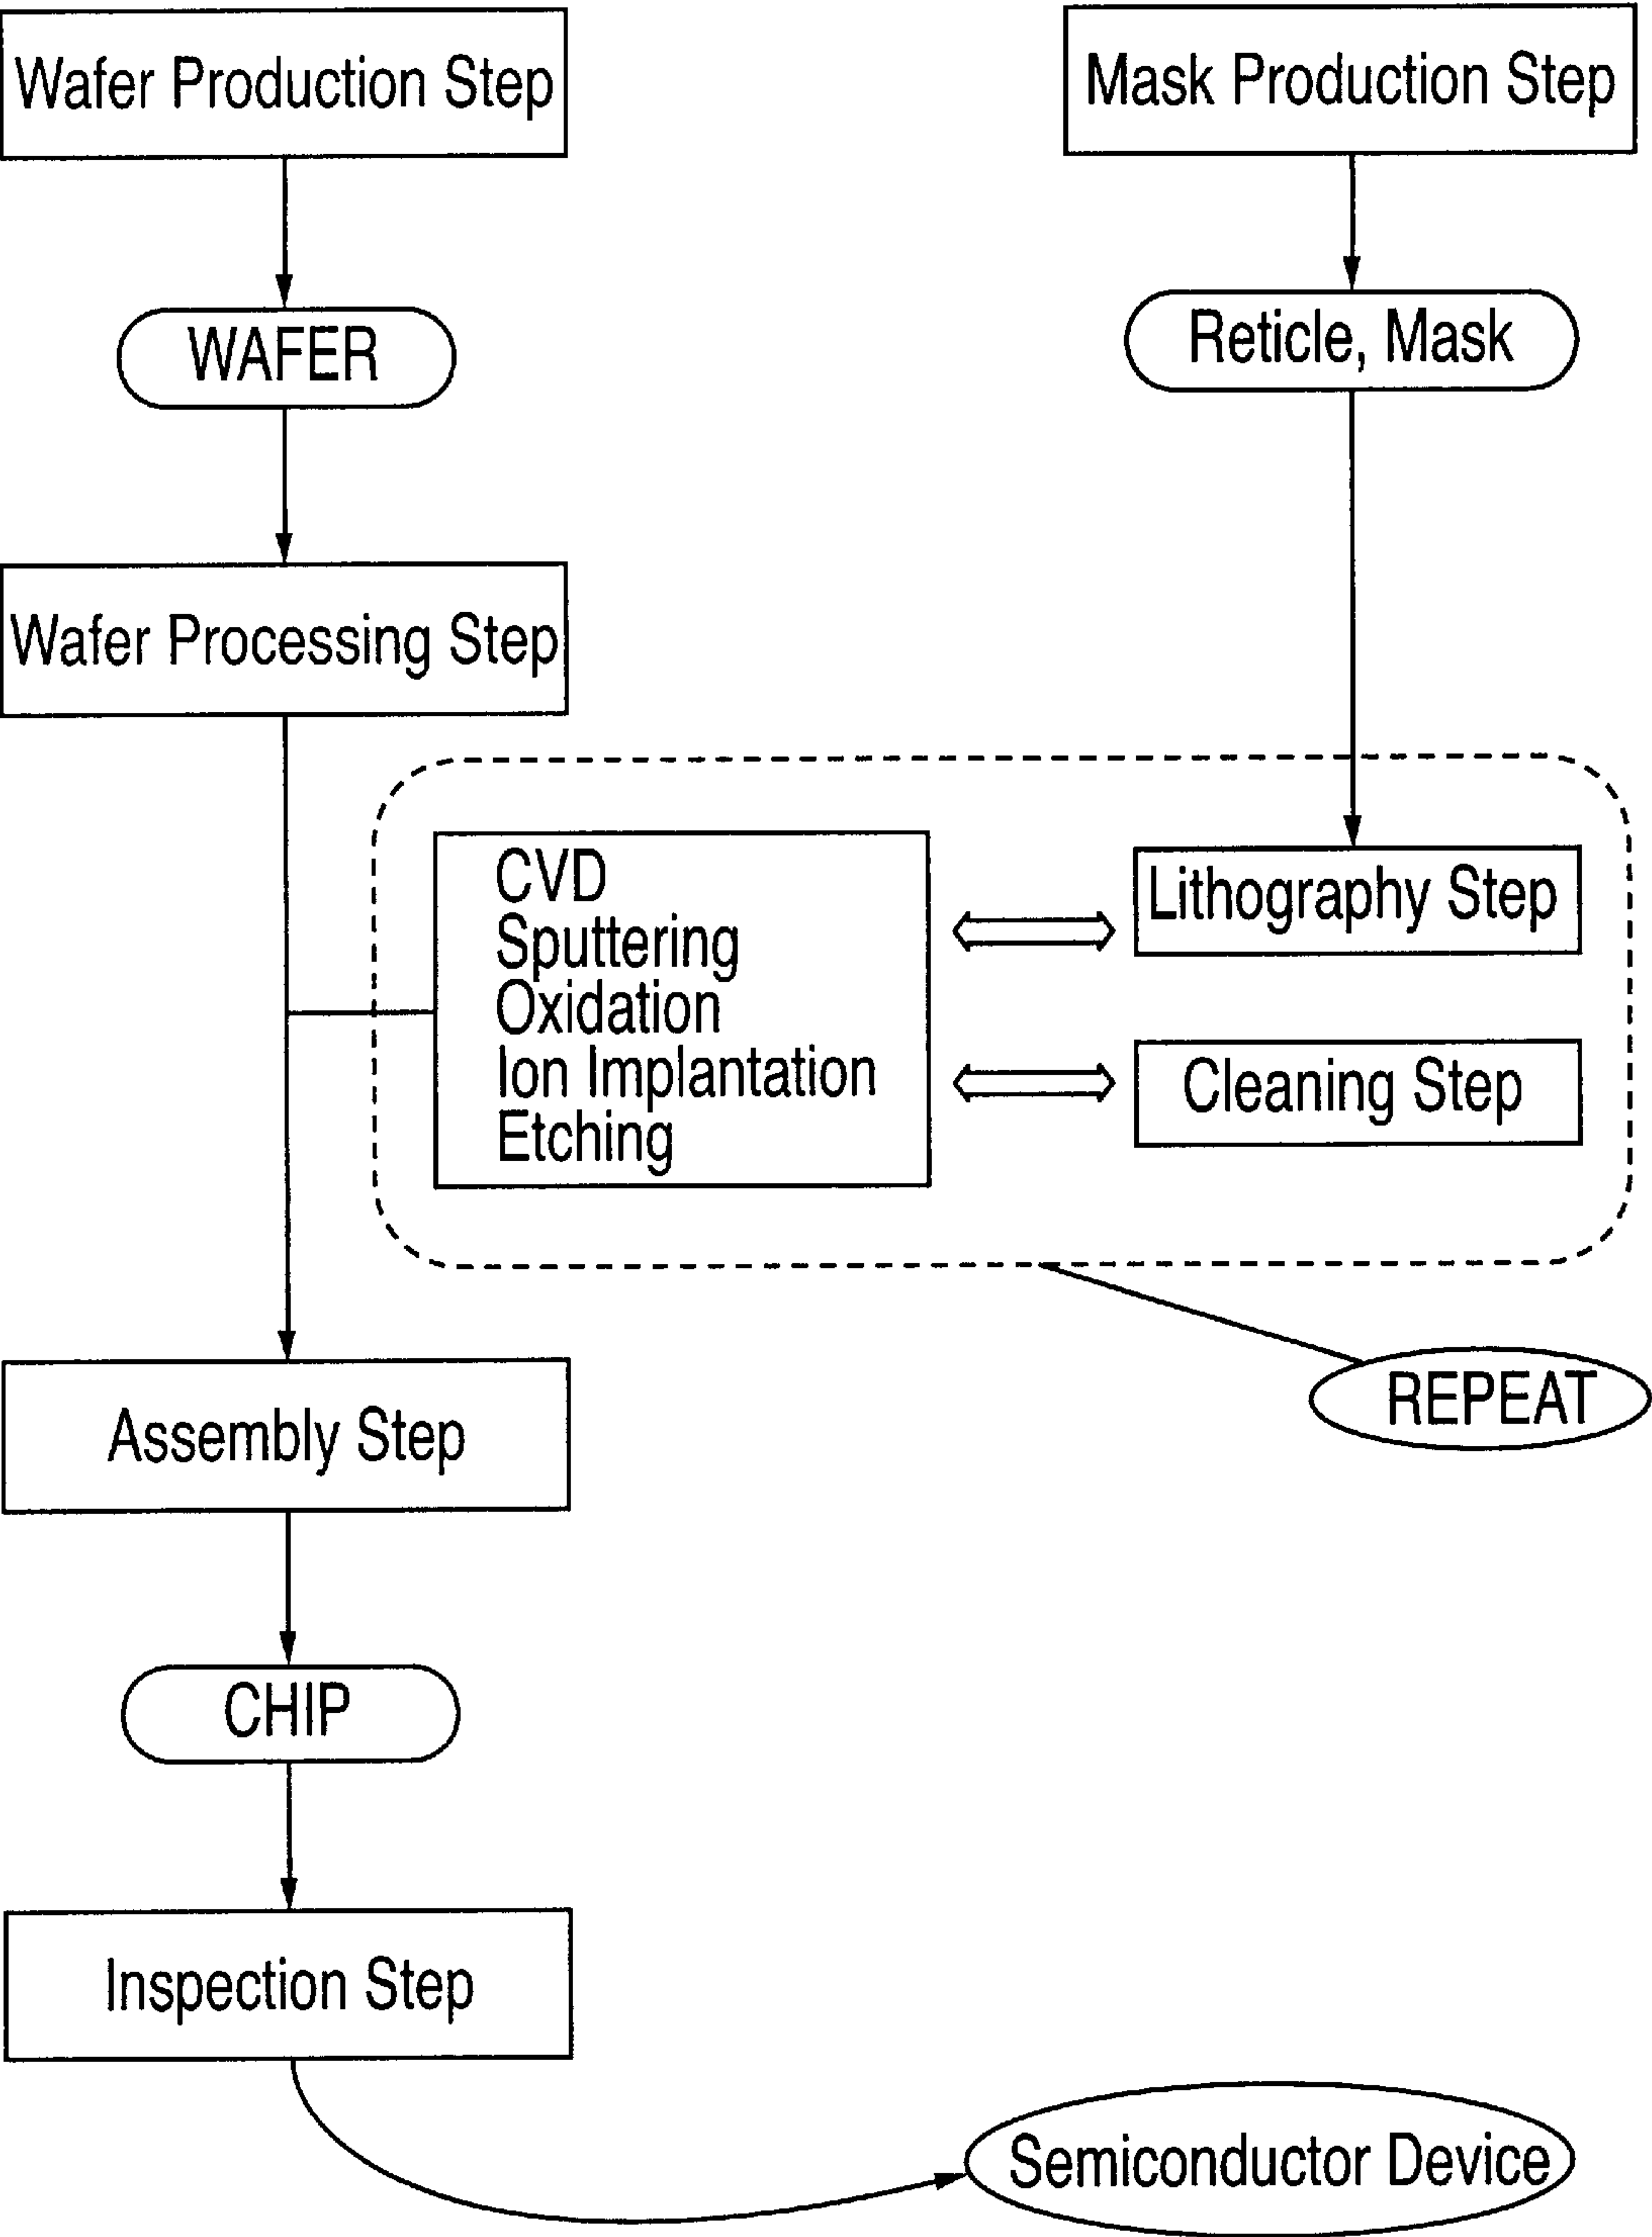 Wafer Production Step
Mask Production Step
WAFER
Reticle, Mask
Wafer Processing Step
CVD
Sputtering
Oxidation
Ion Implantation
Etching
Lithography Step
Cleaning Step
REPEAT
Assembly Step
CHIP
Inspection Step
Semiconductor Device